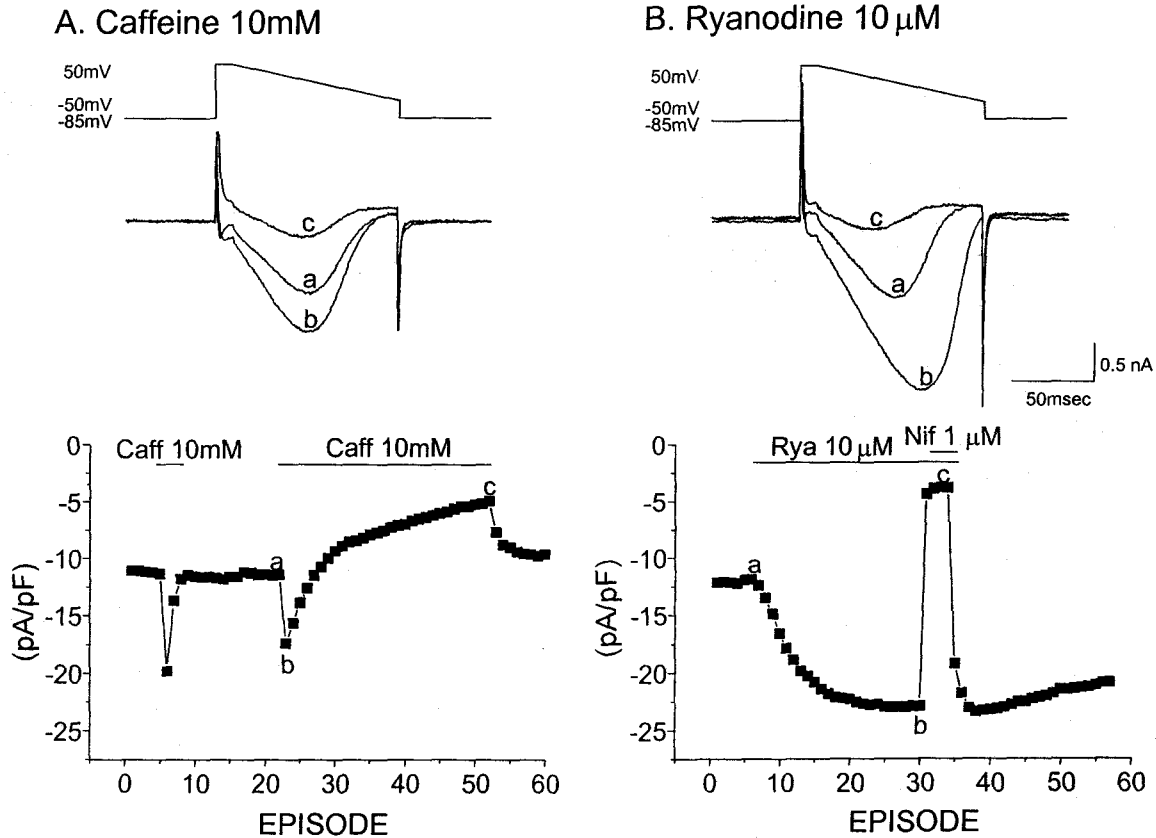 A. Caffeine 10mM
50mV
-50mV
-85mV
c
a
b
Caff 10mM
Caff 10mM
0
-5
-10
-15
-20
-25
(pA/pF)
a
b
c
0 10 20 30 40 50 60
EPISODE
B. Ryanodine 10 μM
50mV
-50mV
-85mV
c
a
b
0.5 nA
50msec
Nif 1 μM
Rya 10 μM
0
-5
-10
-15
-20
-25
(pA/pF)
a
b
c
0 10 20 30 40 50 60
EPISODE